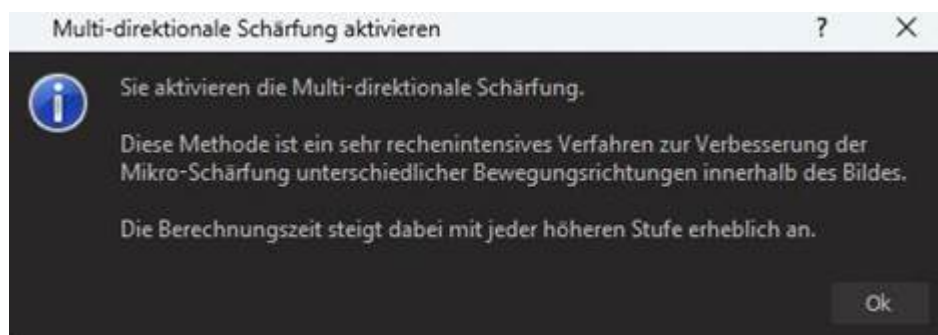 Multi-direktionale Schärfung aktivieren ? X
Sie aktivieren die Multi-direktionale Schärfung.
Diese Methode ist ein sehr rechenintensives Verfahren zur Verbesserung der
Mikro-Schärfung unterschiedlicher Bewegungsrichtungen innerhalb des Bildes.
Die Berechnungszeit steigt dabei mit jeder höheren Stufe erheblich an.
Ok